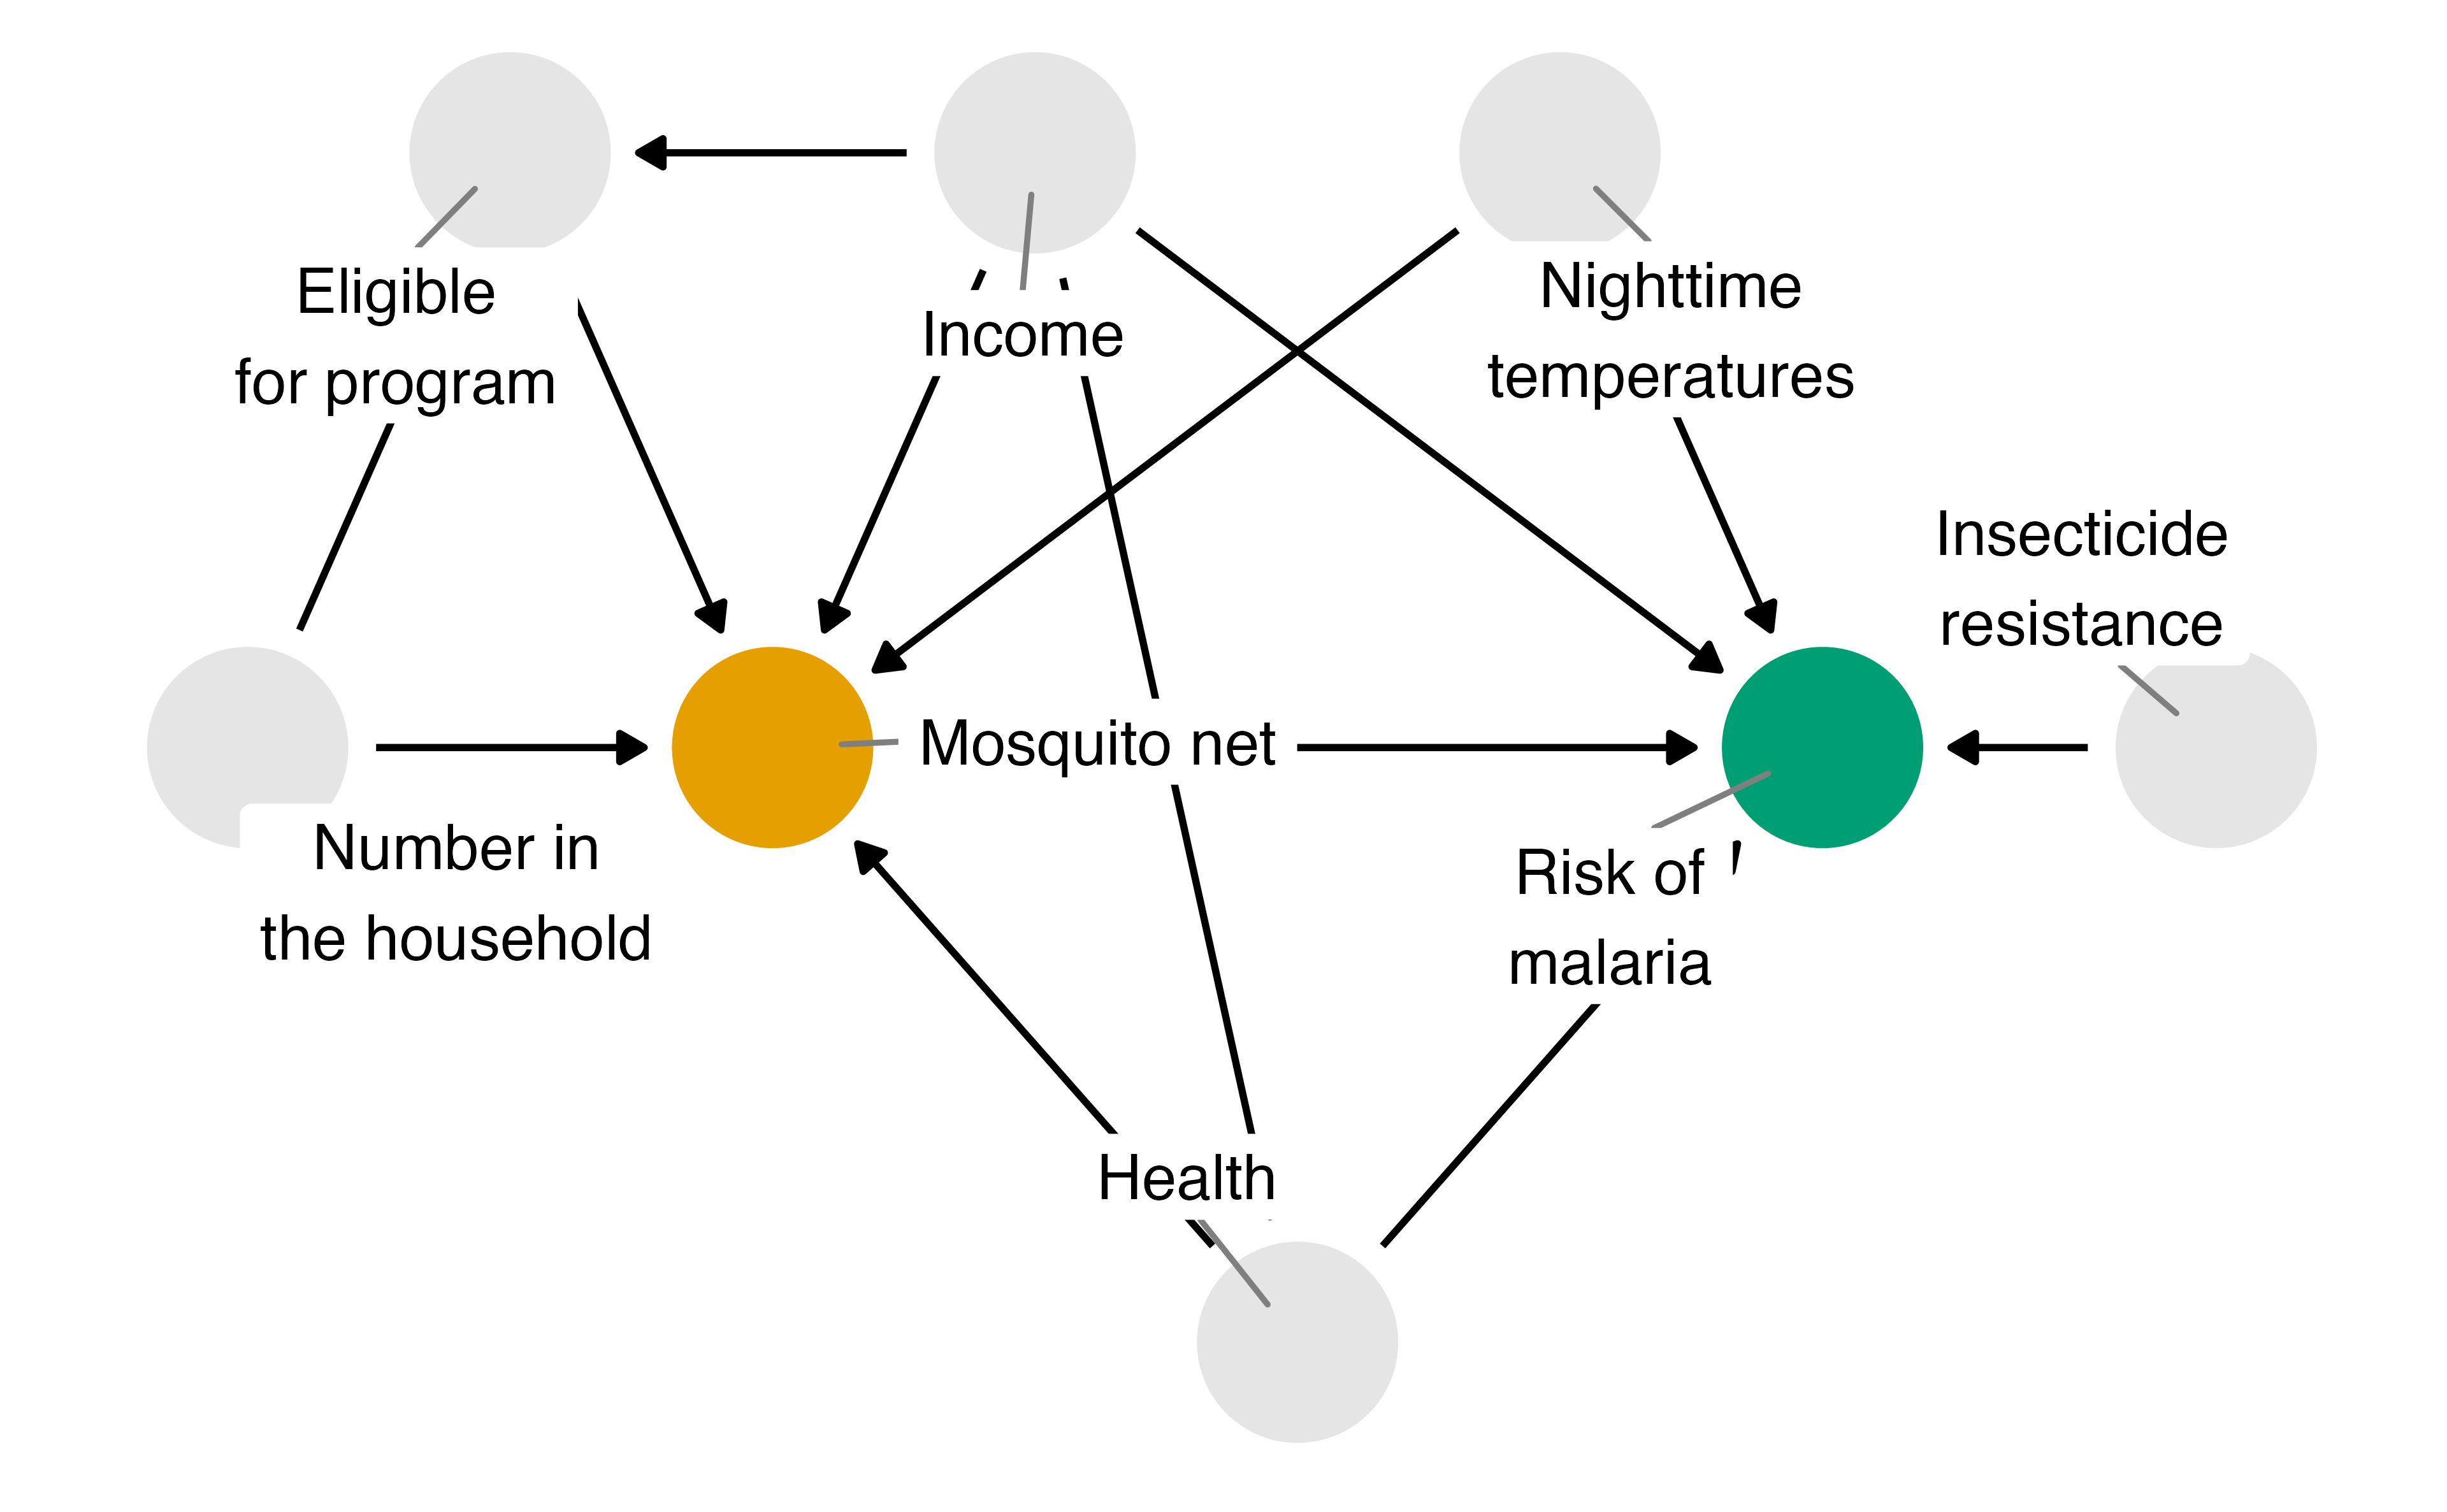 Eligible
for program
Income
Nighttime
temperatures
Insecticide
resistance
Mosquito net
Number in
the household
Risk of
malaria
Health